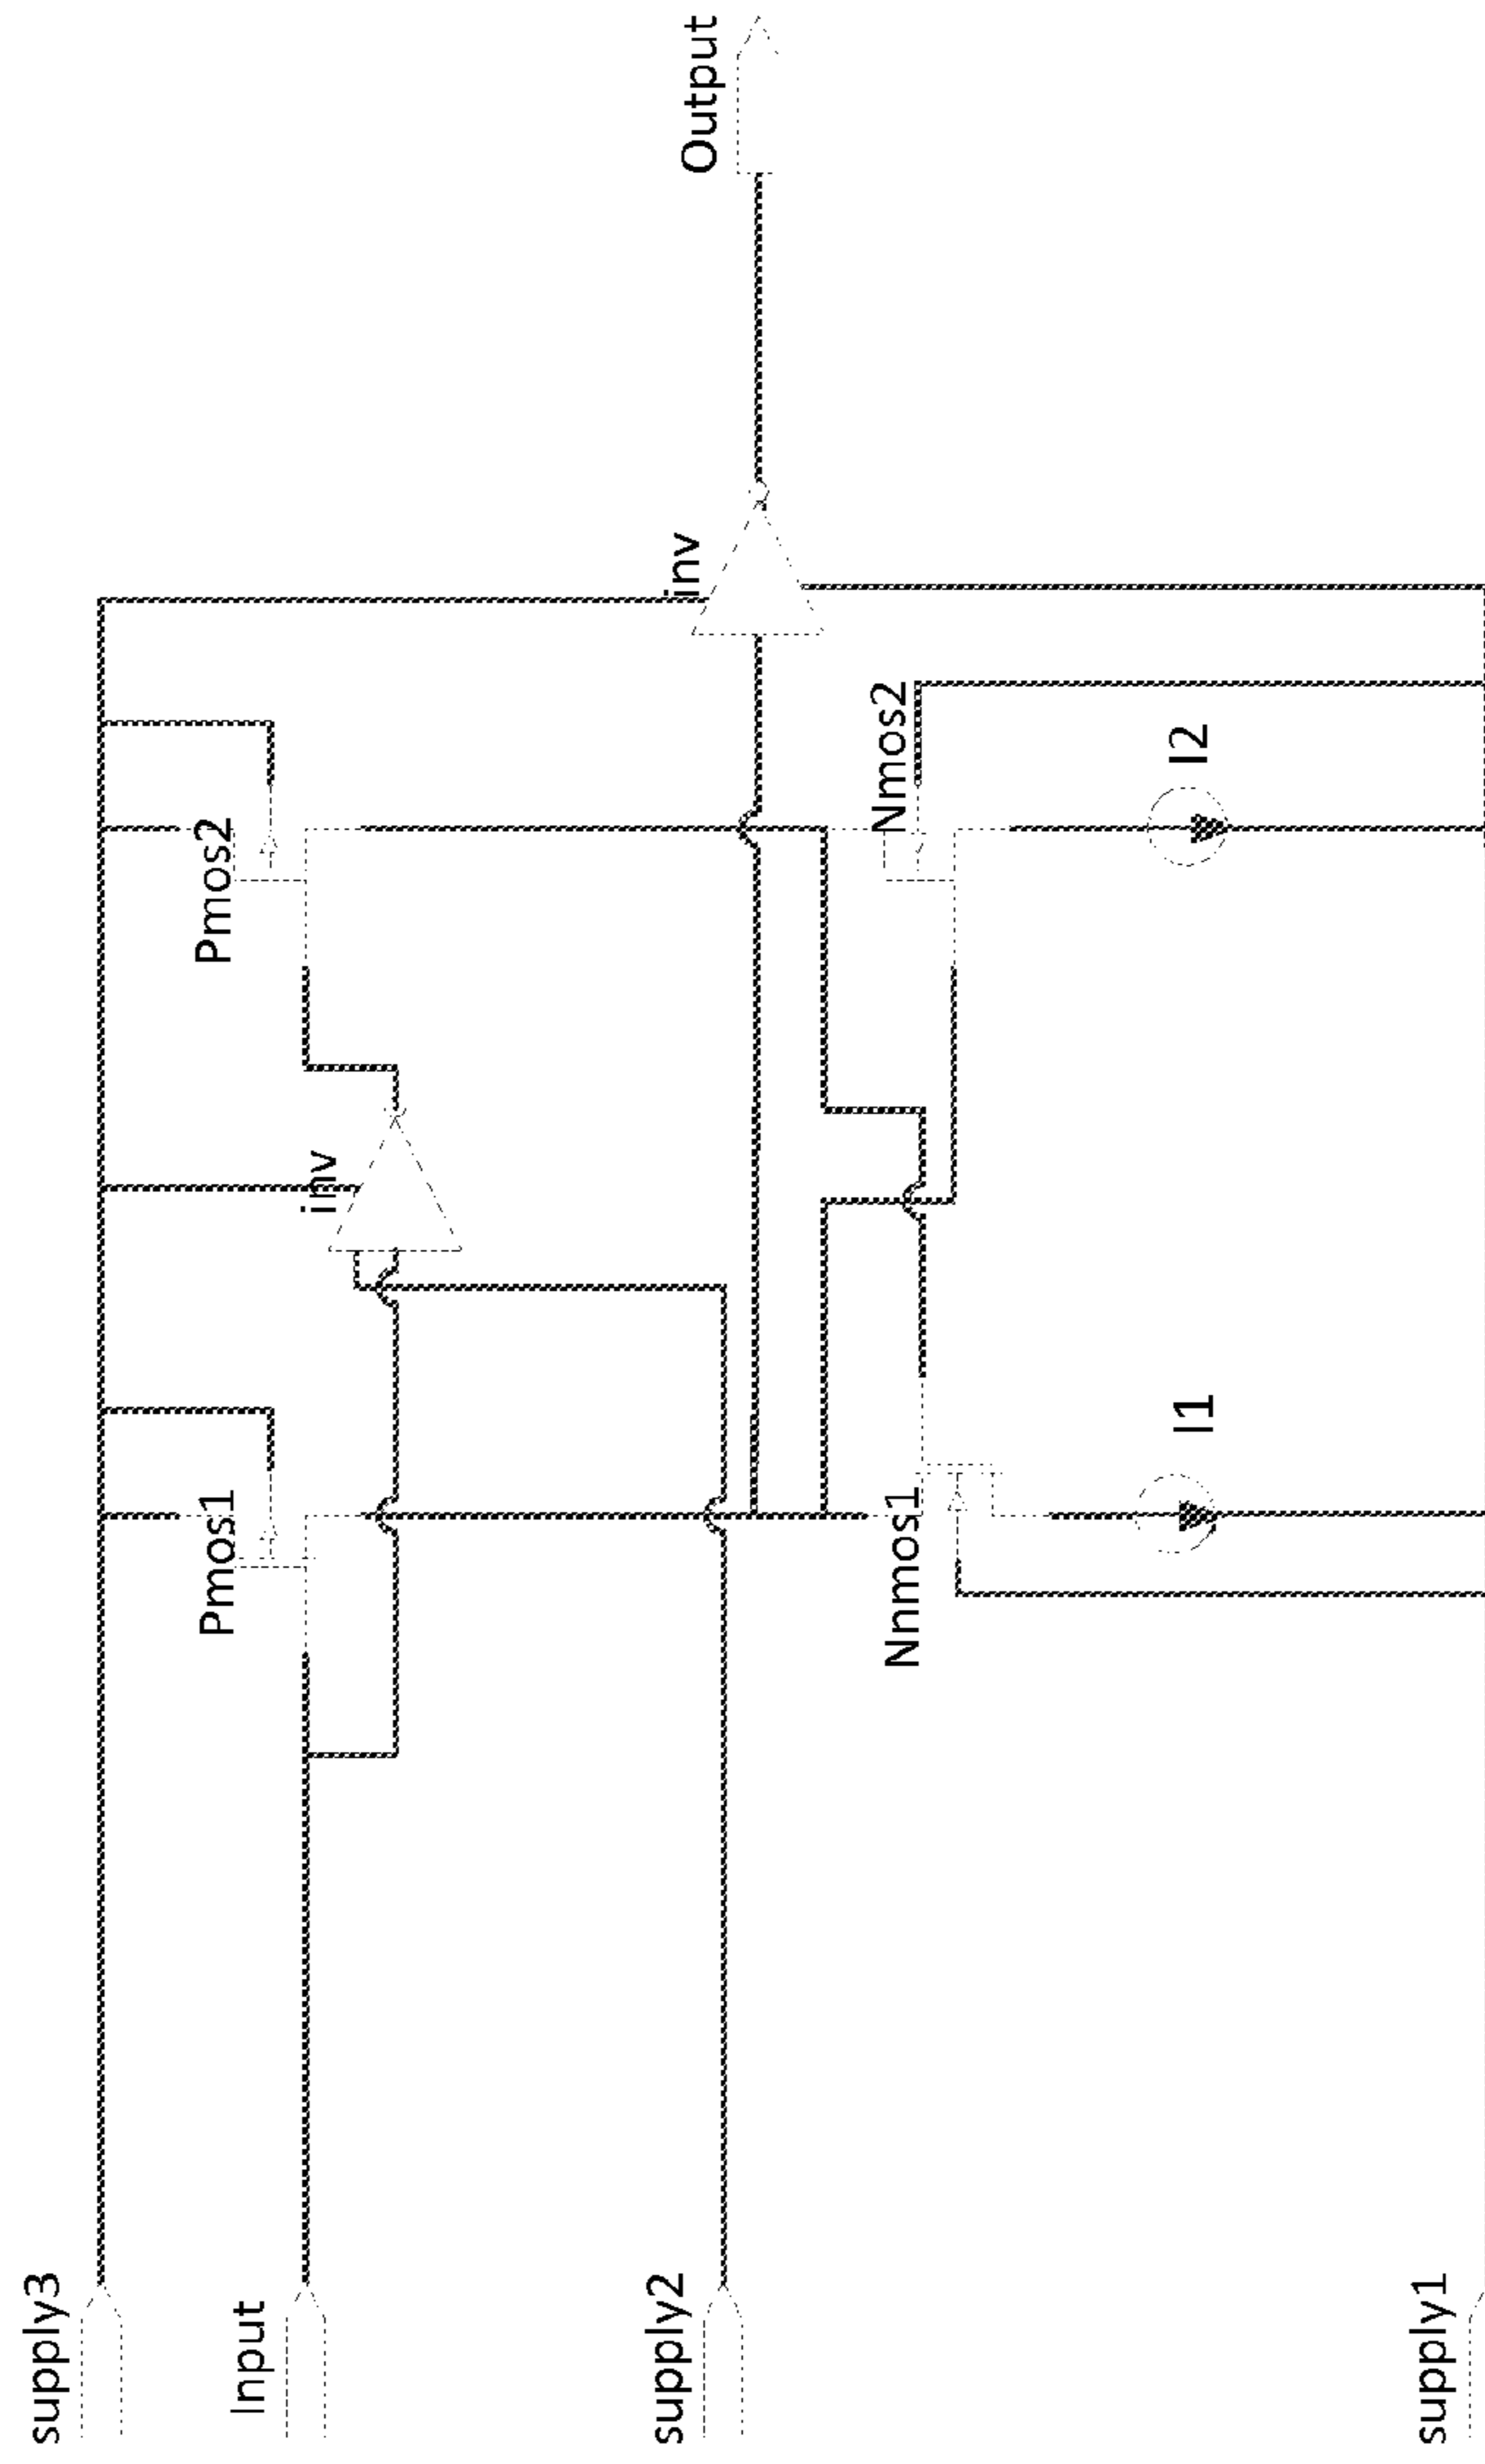 supply3
Input
supply2
supply1
Pmos1
Nnmos1
I1
inv
Pmos2
Nmos2
I2
inv
Output